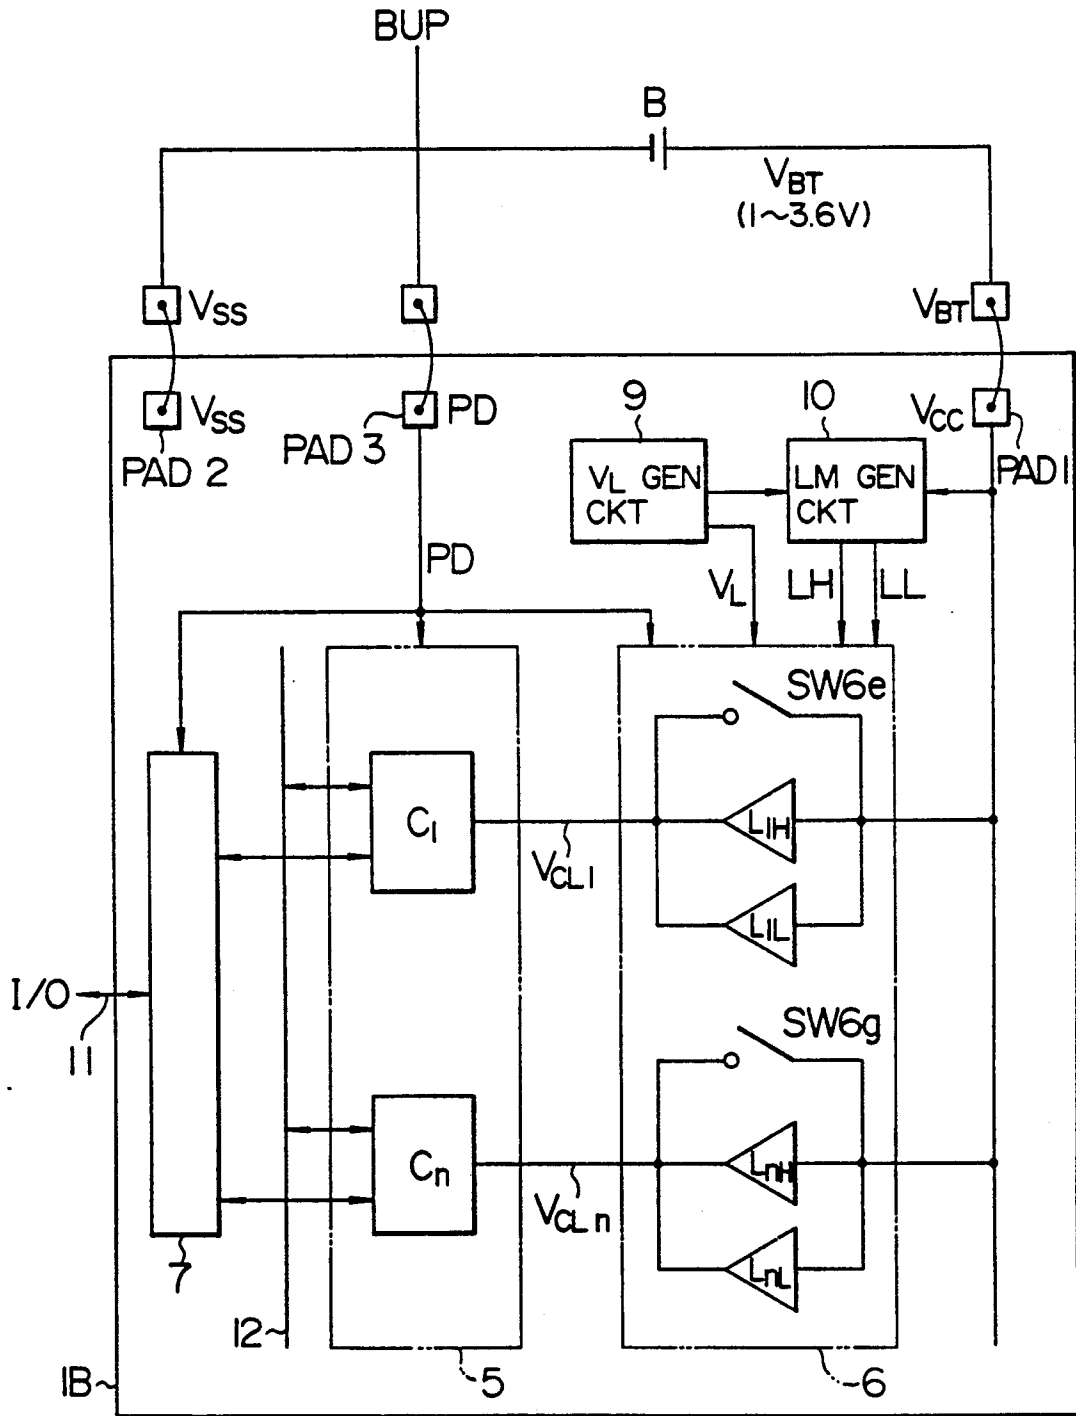 BUP
B
VBT
(1~3.6V)
VSS
VBT
VSS
PAD 2
PAD 3
PD
9
10
VCC
PAD 1
VL GEN
CKT
LM GEN
CKT
PD
VL
LH
LL
SW6e
C1
VCL1
L1H
L1L
I/O
11
SW6g
Cn
VCLn
LnH
LnL
7
12
1B
5
6